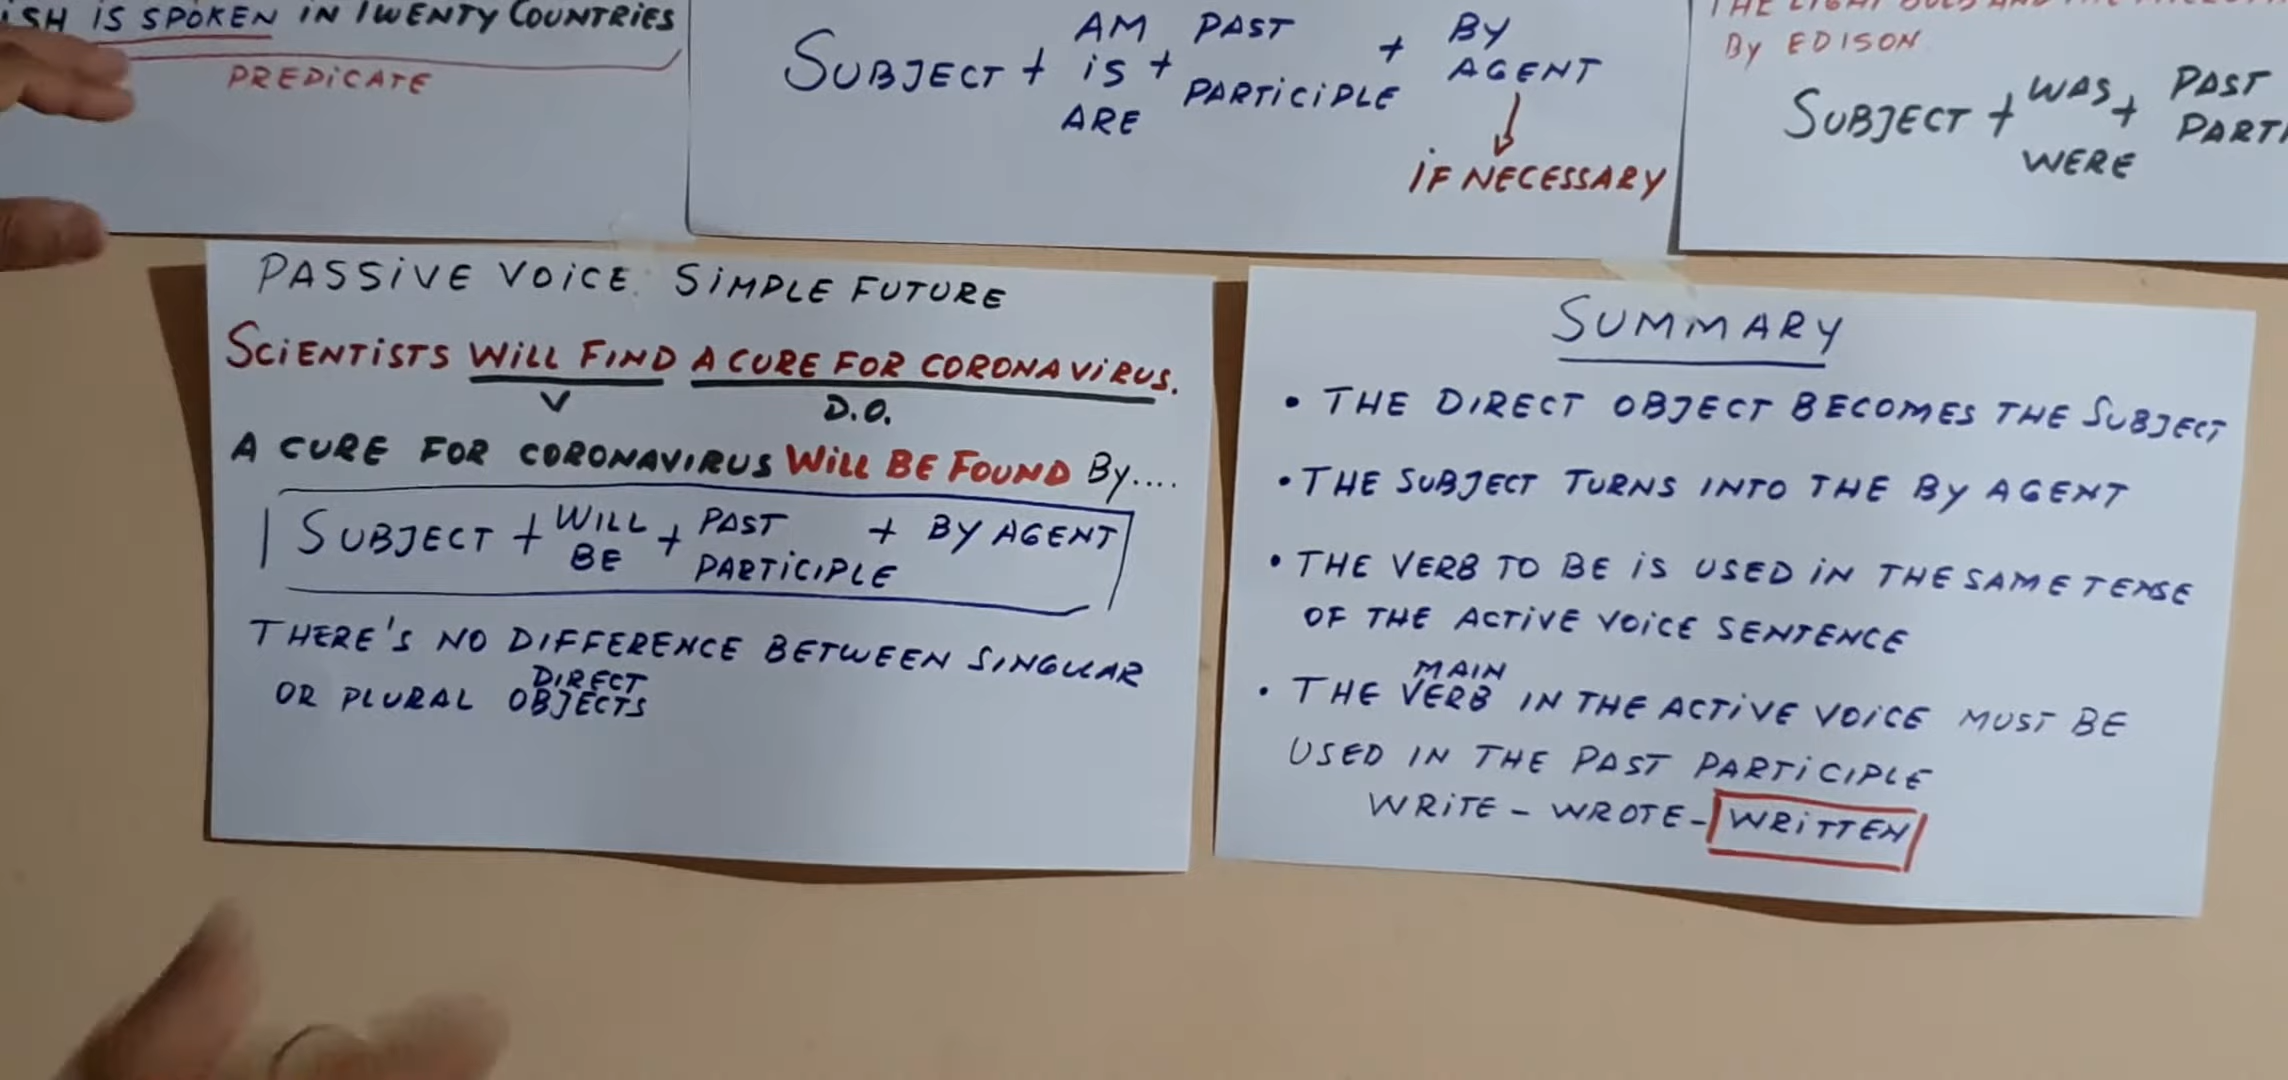 IS SPOKEN IN TWENTY COUNTRIES
PREDICATE
SUBJECT + AM IS ARE + PAST PARTICIPLE + BY AGENT
IF NECESSARY
BY EDISON
SUBJECT + WAS WERE + PAST
PASSIVE VOICE: SIMPLE FUTURE
SCIENTISTS WILL FIND A CURE FOR CORONAVIRUS.
V D.O.
A CURE FOR CORONAVIRUS WILL BE FOUND By....
SUBJECT + WILL BE + PAST PARTICIPLE + BY AGENT
THERE'S NO DIFFERENCE BETWEEN SINGULAR
OR PLURAL DIRECT OBJECTS
SUMMARY
• THE DIRECT OBJECT BECOMES THE SUBJECT
• THE SUBJECT TURNS INTO THE BY AGENT
• THE VERB TO BE IS USED IN THE SAME TENSE
OF THE ACTIVE VOICE SENTENCE
• THE MAIN VERB IN THE ACTIVE VOICE MUST BE
USED IN THE PAST PARTICIPLE
WRITE - WROTE - WRITTEN